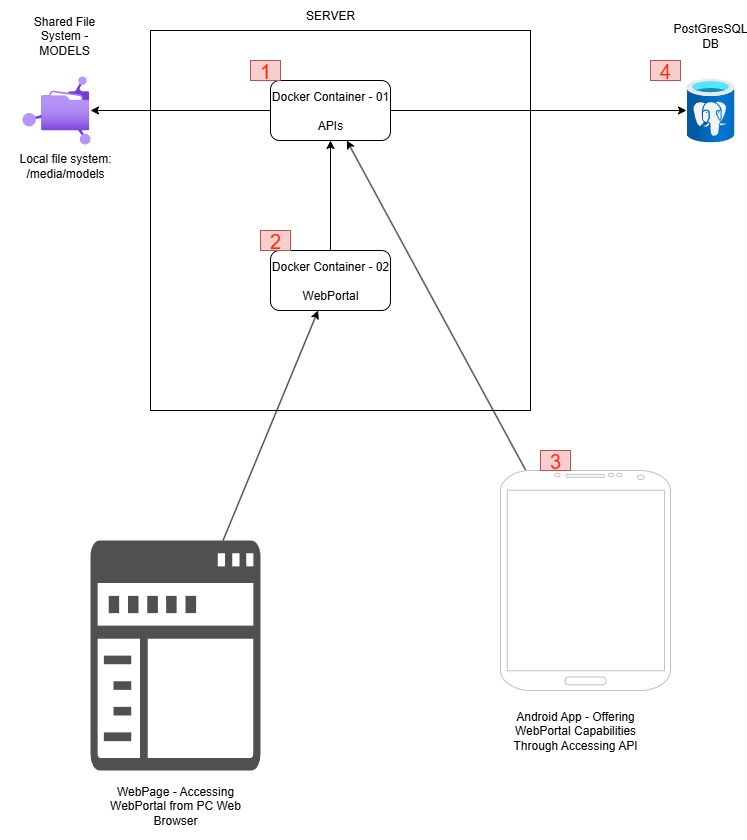 SERVER
Shared File
System -
MODELS
PostGresSQL
DB
1
4
Docker Container - 01
APIs
Local file system:
/media/models
2
Docker Container - 02
WebPortal
3
Android App - Offering
WebPortal Capabilities
Through Accessing API
WebPage - Accessing
WebPortal from PC Web
Browser